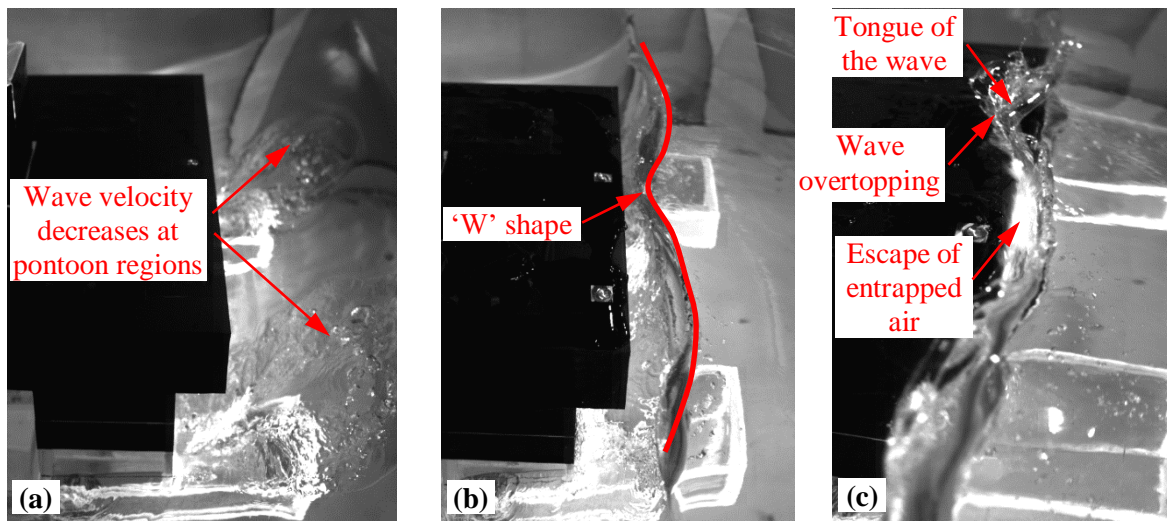 Wave velocity
decreases at
pontoon regions
(a)
‘W’ shape
(b)
Tongue of
the wave
Wave
overtopping
Escape of
entrapped
air
(c)